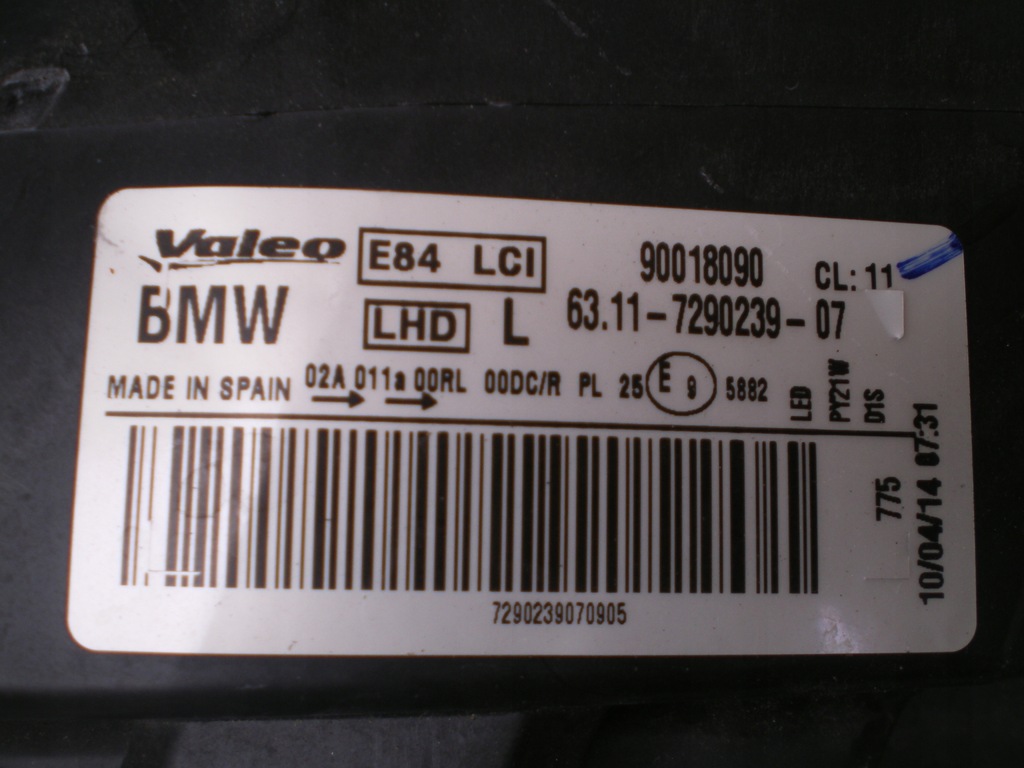 Valeo E84 LCI 90018090 CL: 11
BMW LHD L 63.11-7290239-07
MADE IN SPAIN 02A 011a 00RL 00DC/R PL 25 E 9 5882
LED
PY21W
D1S
775
10/04/14 07:31
7290239070905